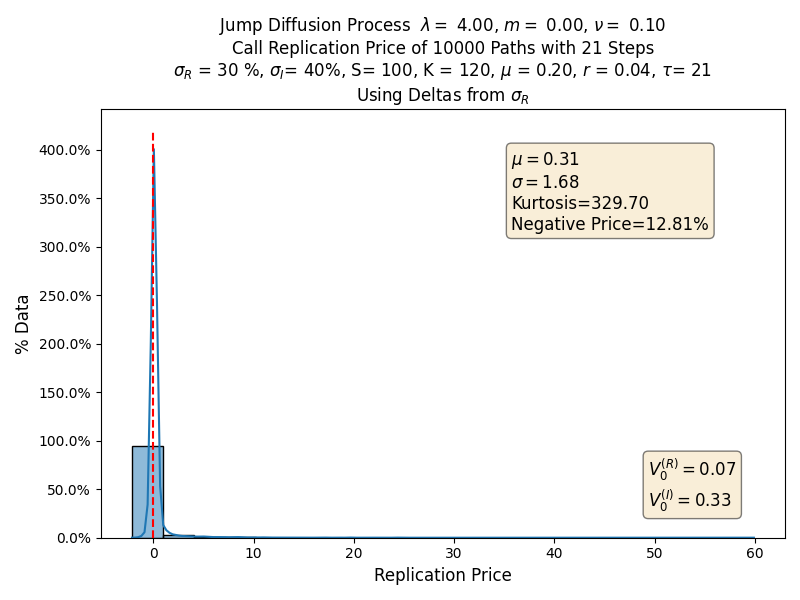 Jump Diffusion Process λ = 4.00, m = 0.00, ν = 0.10
Call Replication Price of 10000 Paths with 21 Steps
σ_R = 30 %, σ_I= 40%, S= 100, K = 120, μ = 0.20, r = 0.04, τ= 21
Using Deltas from σ_R
400.0%
350.0%
300.0%
250.0%
200.0%
150.0%
100.0%
50.0%
0.0%
% Data
μ = 0.31
σ = 1.68
Kurtosis=329.70
Negative Price=12.81%
V_0^(R) = 0.07
V_0^(I) = 0.33
0 10 20 30 40 50 60
Replication Price